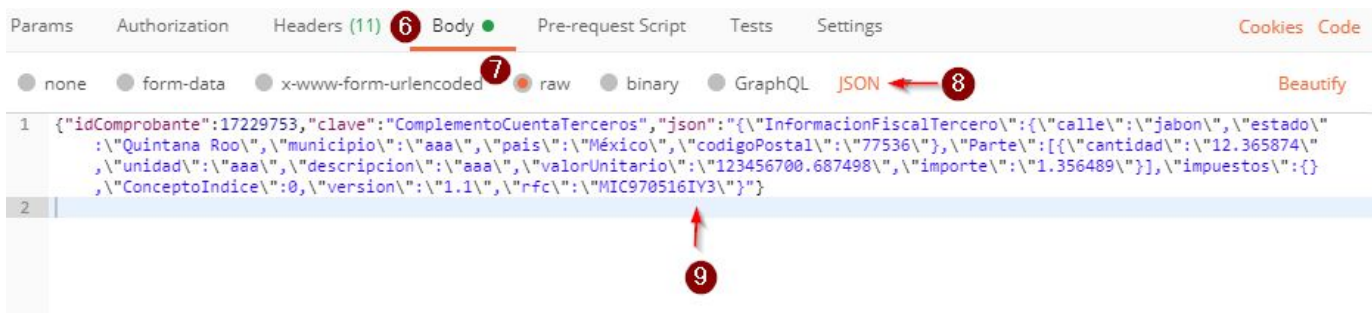 Params Authorization Headers (11) 6 Body Pre-request Script Tests Settings Cookies Code
none form-data x-www-form-urlencoded 7 raw binary GraphQL JSON 8 Beautify
1 {"idComprobante":17229753,"clave":"ComplementoCuentaTerceros","json":"{\"InformacionFiscalTercero\":{\"calle\":\"jabon\",\"estado\"
:\"Quintana Roo\",\"municipio\":\"aaa\",\"pais\":\"México\",\"codigoPostal\":\"77536\"},\"Parte\":[{\"cantidad\":\"12.365874\"
,\"unidad\":\"aaa\",\"descripcion\":\"aaa\",\"valorUnitario\":\"123456700.687498\",\"importe\":\"1.356489\"}],\"impuestos\":{}
,\"ConceptoIndice\":0,\"version\":\"1.1\",\"rfc\":\"MIC970516IY3\"}"}
2
9